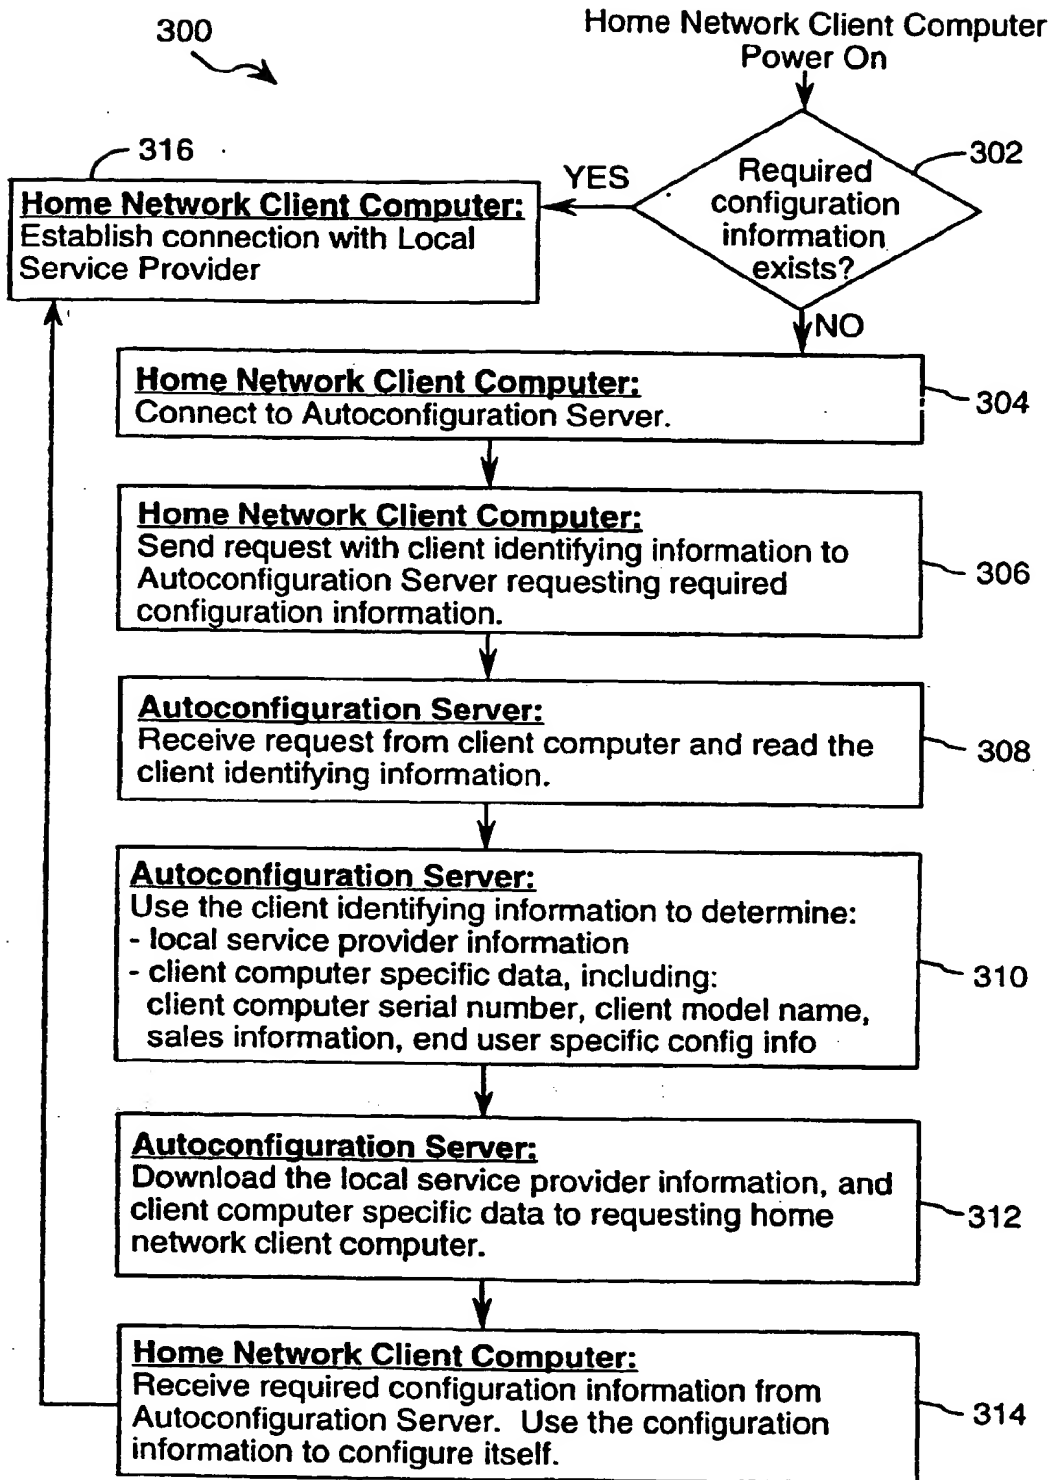 300
Home Network Client Computer
Power On
302
Required
configuration
information
exists?
YES
NO
316
Home Network Client Computer:
Establish connection with Local
Service Provider
Home Network Client Computer:
Connect to Autoconfiguration Server.
304
Home Network Client Computer:
Send request with client identifying information to
Autoconfiguration Server requesting required
configuration information.
306
Autoconfiguration Server:
Receive request from client computer and read the
client identifying information.
308
Autoconfiguration Server:
Use the client identifying information to determine:
- local service provider information
- client computer specific data, including:
client computer serial number, client model name,
sales information, end user specific config info
310
Autoconfiguration Server:
Download the local service provider information, and
client computer specific data to requesting home
network client computer.
312
Home Network Client Computer:
Receive required configuration information from
Autoconfiguration Server. Use the configuration
information to configure itself.
314